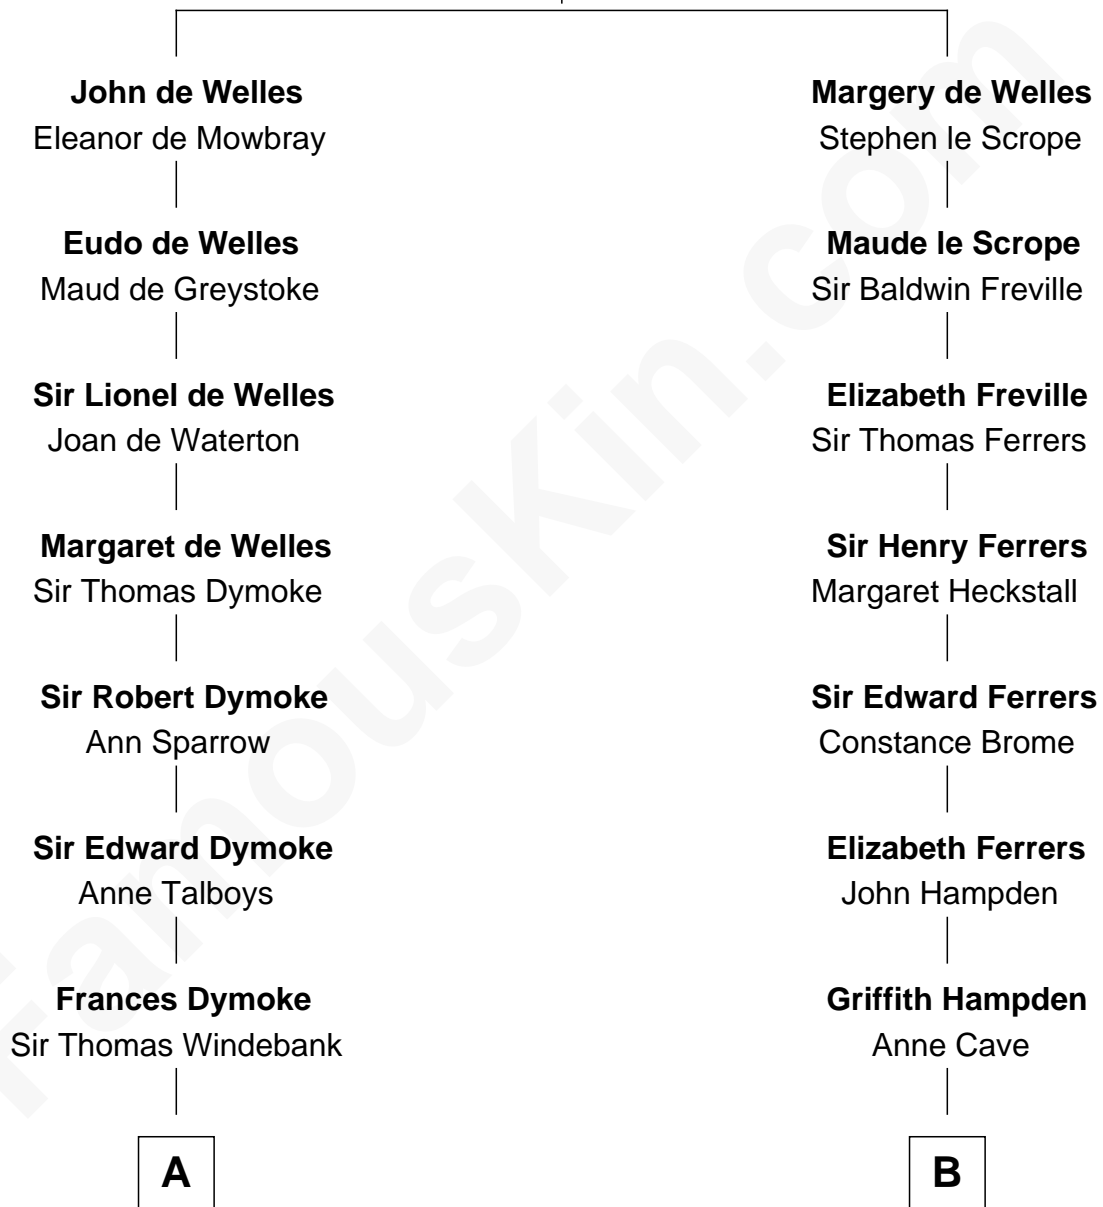 John de Welles
Eleanor de Mowbray
Eudo de Welles
Maud de Greystoke
Sir Lionel de Welles
Joan de Waterton
Margaret de Welles
Sir Thomas Dymoke
Sir Robert Dymoke
Ann Sparrow
Sir Edward Dymoke
Anne Talboys
Frances Dymoke
Sir Thomas Windebank
A
Margery de Welles
Stephen le Scrope
Maude le Scrope
Sir Baldwin Freville
Elizabeth Freville
Sir Thomas Ferrers
Sir Henry Ferrers
Margaret Heckstall
Sir Edward Ferrers
Constance Brome
Elizabeth Ferrers
John Hampden
Griffith Hampden
Anne Cave
B
FamousKin.com